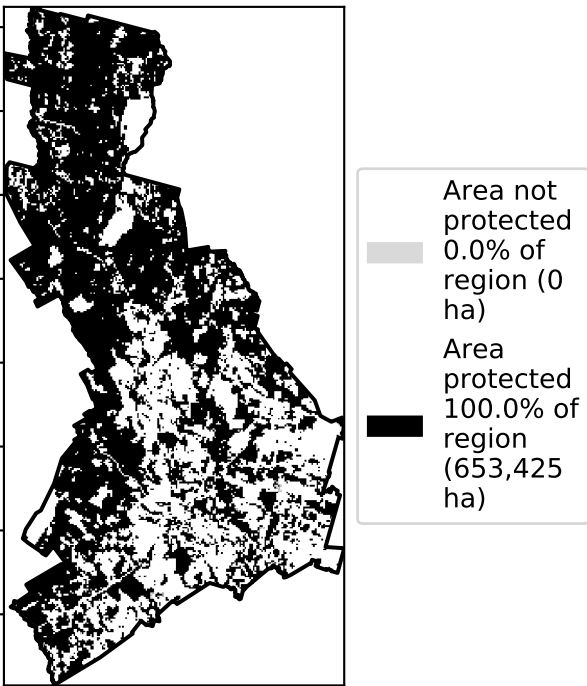 Area not
protected
0.0% of
region (0
ha)
Area
protected
100.0% of
region
(653,425
ha)